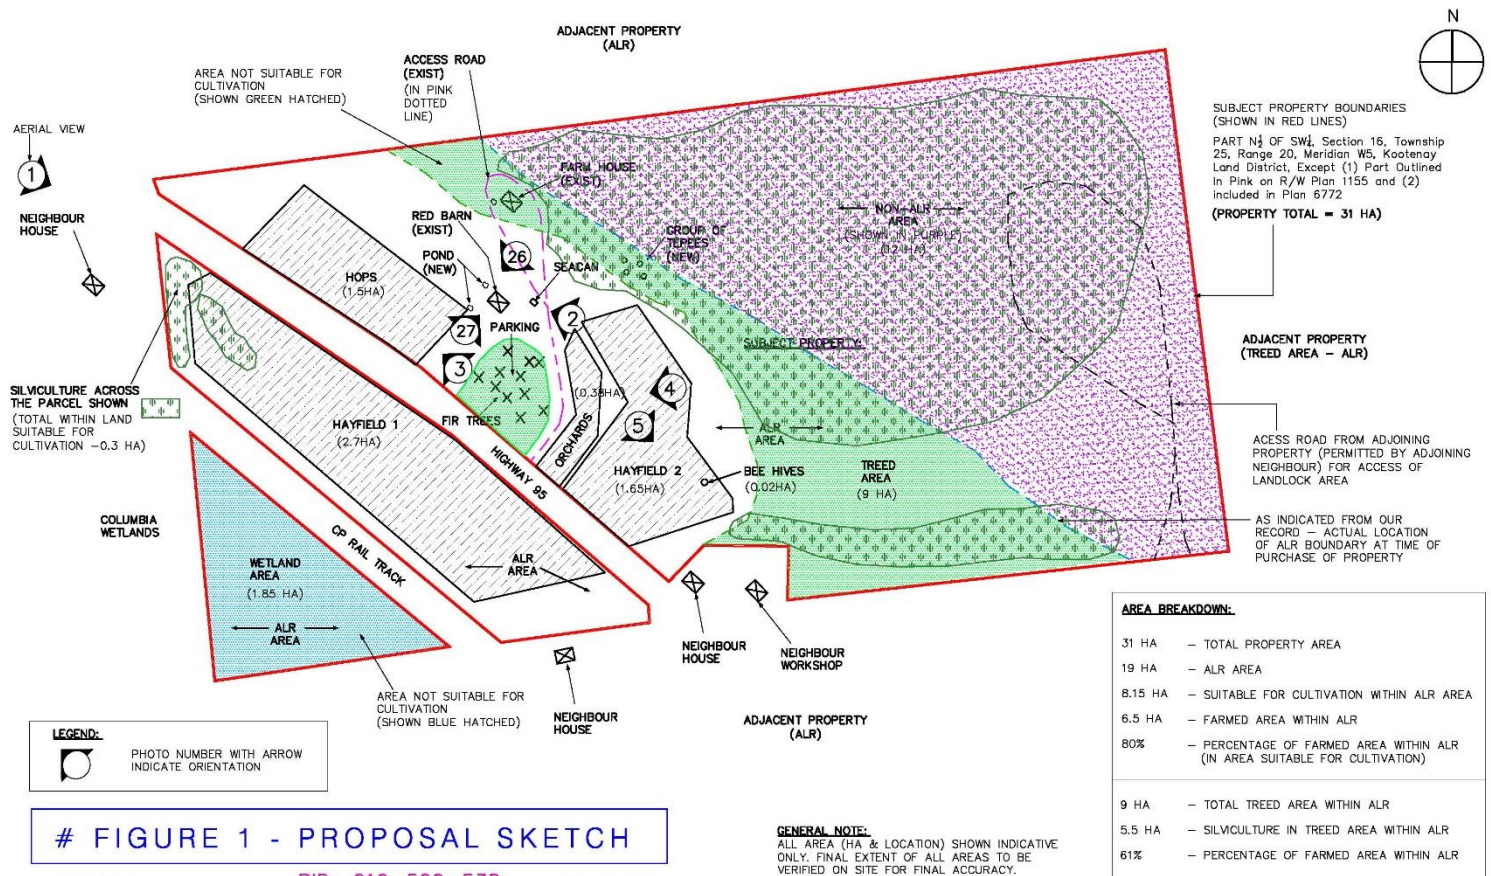 ADJACENT PROPERTY
(ALR)
N
ACCESS ROAD
(EXIST)
(IN PINK
DOTTED
LINE)
AREA NOT SUITABLE FOR
CULTIVATION
(SHOWN GREEN HATCHED)
AERIAL VIEW
1
NEIGHBOUR
HOUSE
SUBJECT PROPERTY BOUNDARIES
(SHOWN IN RED LINES)
PART N½ OF SW¼, Section 16, Township
25, Range 20, Meridian W5, Kootenay
Land District, Except (1) Part Outlined
In Pink on R/W Plan 1155 and (2)
included in Plan 6772
(PROPERTY TOTAL = 31 HA)
FARM HOUSE
(EXIST)
RED BARN
(EXIST)
POND
(NEW)
26
SEACAN
GROUP OF
TEPEES
(NEW)
NON-ALR
AREA
(SHOWN IN PURPLE)
(12 HA)
HOPS
(1.5HA)
27
PARKING
2
3
SUBJECT PROPERTY
ADJACENT PROPERTY
(TREED AREA - ALR)
SILVICULTURE ACROSS
THE PARCEL SHOWN
(TOTAL WITHIN LAND
SUITABLE FOR
CULTIVATION -0.3 HA)
HAYFIELD 1
(2.7HA)
FIR TREES
(0.38HA)
ORCHARDS
4
5
HIGHWAY 95
HAYFIELD 2
(1.65HA)
ALR
AREA
BEE HIVES
(0.02HA)
TREED
AREA
(9 HA)
ACESS ROAD FROM ADJOINING
PROPERTY (PERMITTED BY ADJOINING
NEIGHBOUR) FOR ACCESS OF
LANDLOCK AREA
COLUMBIA
WETLANDS
CP RAIL TRACK
AS INDICATED FROM OUR
RECORD - ACTUAL LOCATION
OF ALR BOUNDARY AT TIME OF
PURCHASE OF PROPERTY
WETLAND
AREA
(1.85 HA)
ALR
AREA
ALR
AREA
NEIGHBOUR
HOUSE
NEIGHBOUR
WORKSHOP
AREA NOT SUITABLE FOR
CULTIVATION
(SHOWN BLUE HATCHED)
NEIGHBOUR
HOUSE
ADJACENT PROPERTY
(ALR)
AREA BREAKDOWN:
31 HA - TOTAL PROPERTY AREA
19 HA - ALR AREA
8.15 HA - SUITABLE FOR CULTIVATION WITHIN ALR AREA
6.5 HA - FARMED AREA WITHIN ALR
80% - PERCENTAGE OF FARMED AREA WITHIN ALR
(IN AREA SUITABLE FOR CULTIVATION)
9 HA - TOTAL TREED AREA WITHIN ALR
5.5 HA - SILVICULTURE IN TREED AREA WITHIN ALR
61% - PERCENTAGE OF FARMED AREA WITHIN ALR
LEGEND:
PHOTO NUMBER WITH ARROW
INDICATE ORIENTATION
# FIGURE 1 - PROPOSAL SKETCH
GENERAL NOTE:
ALL AREA (HA & LOCATION) SHOWN INDICATIVE
ONLY. FINAL EXTENT OF ALL AREAS TO BE
VERIFIED ON SITE FOR FINAL ACCURACY.